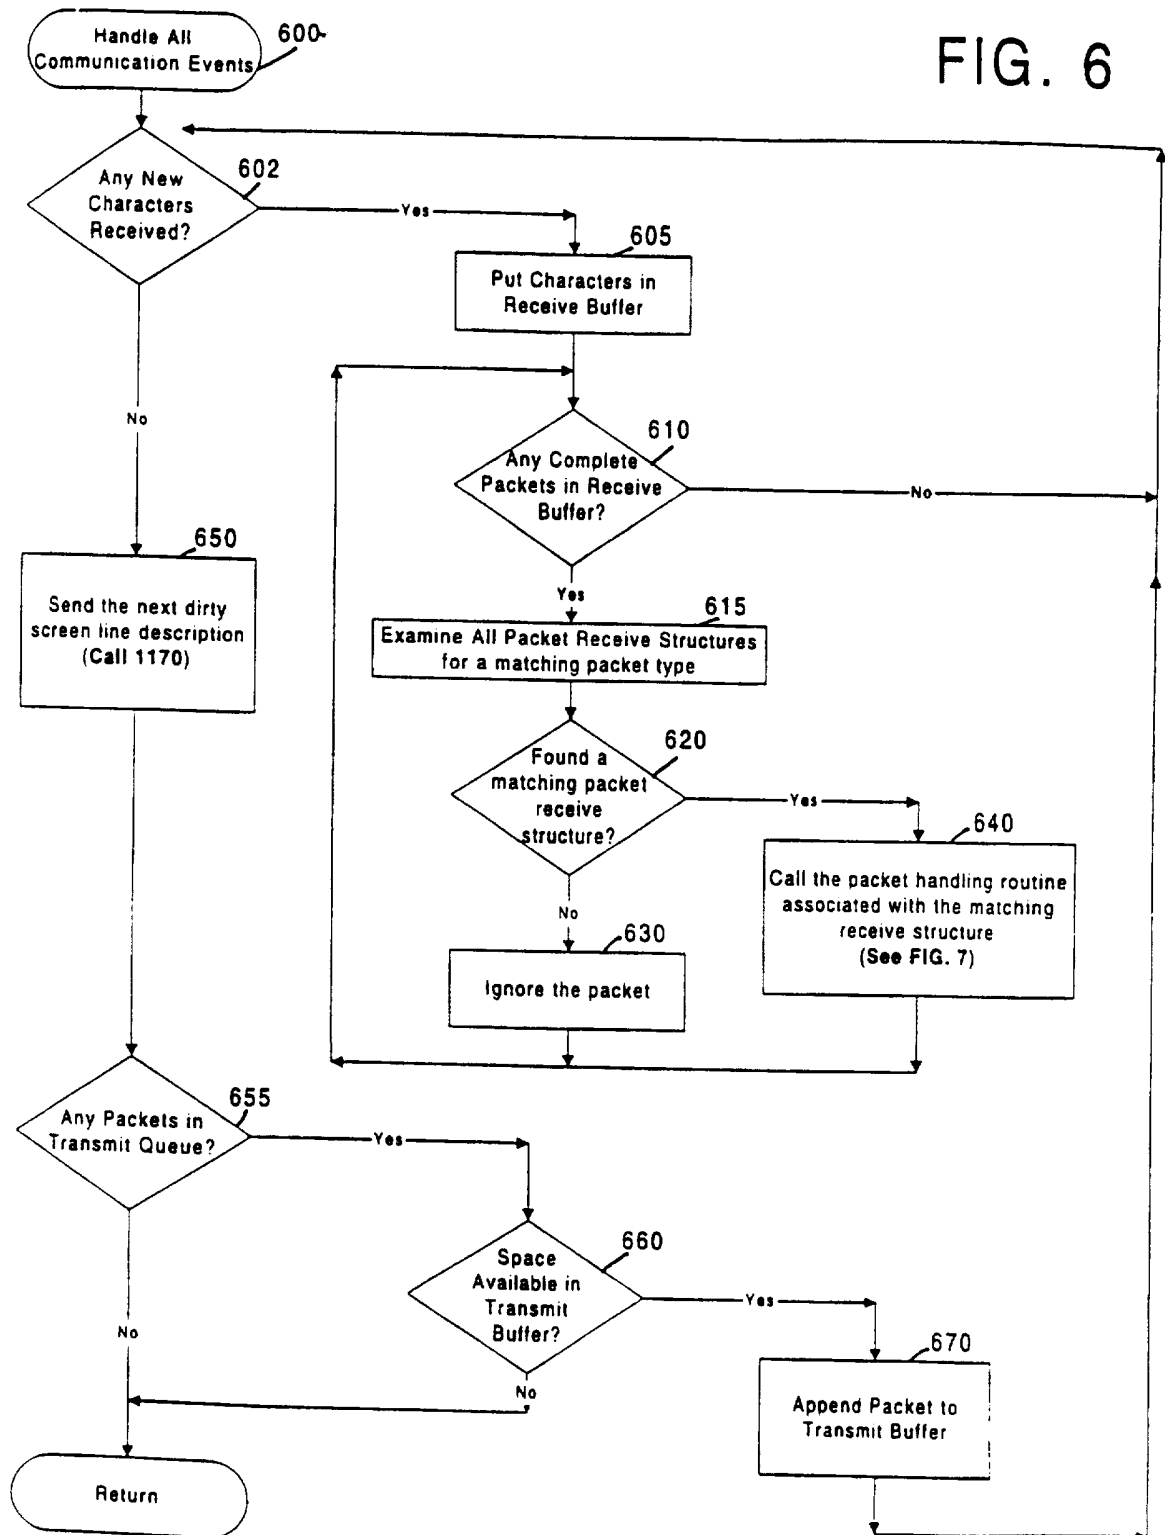 FIG. 6
Handle All
Communication Events
600
Any New
Characters
Received?
602
Yes
No
605
Put Characters in
Receive Buffer
610
Any Complete
Packets in Receive
Buffer?
No
Yes
615
Examine All Packet Receive Structures
for a matching packet type
620
Found a
matching packet
receive
structure?
Yes
No
640
Call the packet handling routine
associated with the matching
receive structure
(See FIG. 7)
630
Ignore the packet
650
Send the next dirty
screen line description
(Call 1170)
655
Any Packets in
Transmit Queue?
Yes
No
660
Space
Available in
Transmit
Buffer?
Yes
No
670
Append Packet to
Transmit Buffer
Return